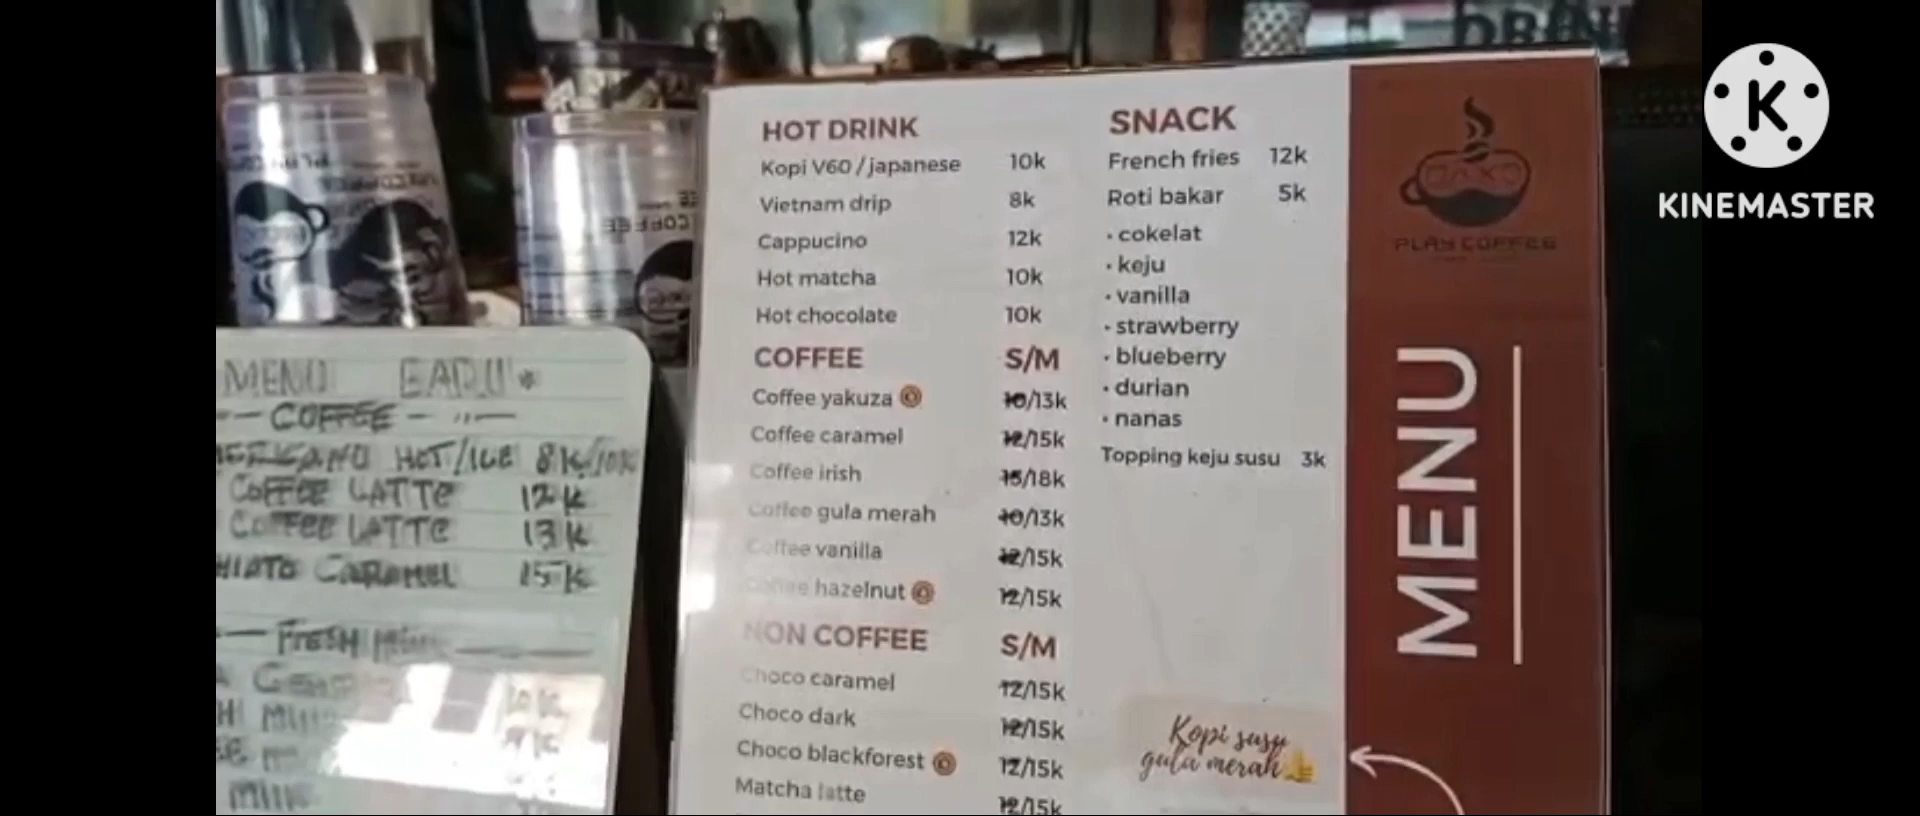 HOT DRINK
Kopi V60 / japanese 10k
Vietnam drip 8k
Cappucino 12k
Hot matcha 10k
Hot chocolate 10k
COFFEE S/M
Coffee yakuza 10/13k
Coffee caramel 12/15k
Coffee irish 15/18k
Coffee gula merah 10/13k
Coffee vanilla 12/15k
Coffee hazelnut 12/15k
NON COFFEE S/M
Choco caramel 12/15k
Choco dark 12/15k
Choco blackforest 12/15k
Matcha latte 12/15k
SNACK
French fries 12k
Roti bakar 5k
• cokelat
• keju
• vanilla
• strawberry
• blueberry
• durian
• nanas
Topping keju susu 3k
Kopi susu
gula merah
PLAY COFFEE
MENU
MENU
— COFFEE —
HOT/ICE 8K/10K
COFFEE LATTE 12K
COFFEE LATTE 13K
CARAMEL 15K
FRESH
COFFEE
K
KINEMASTER